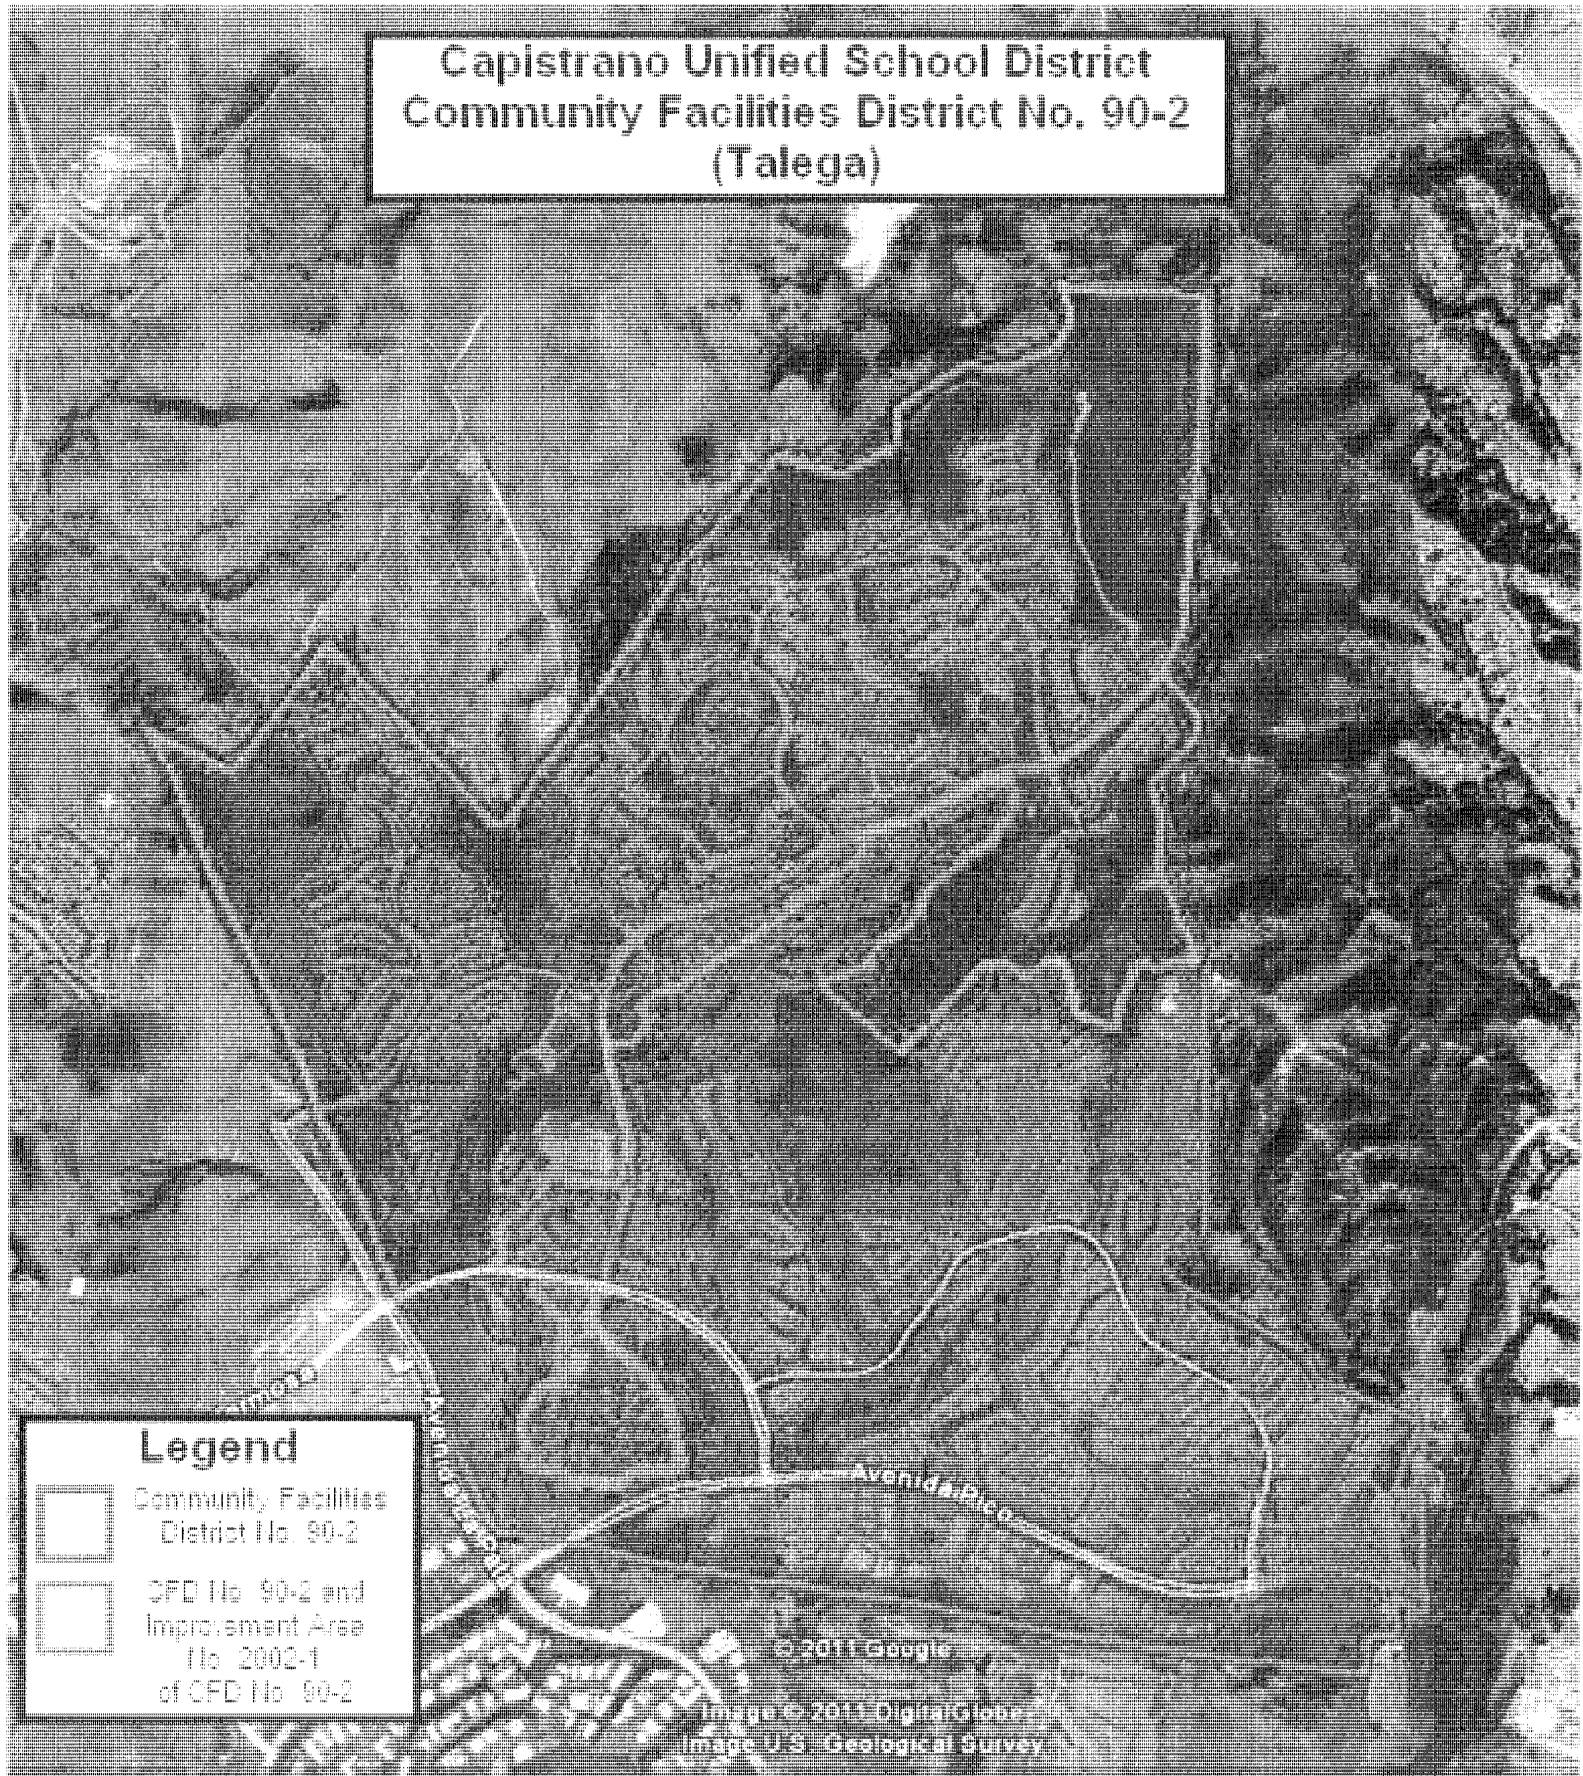 Capistrano Unified School District
Community Facilities District No. 90-2
(Talega)
Avenida Pico
Legend
Community Facilities
District No. 90-2
CFD No. 90-2 and
Improvement Area
No. 2002-1
of CFD No. 90-2
© 2011 Google
Image © 2011 DigitalGlobe
Image U.S. Geological Survey